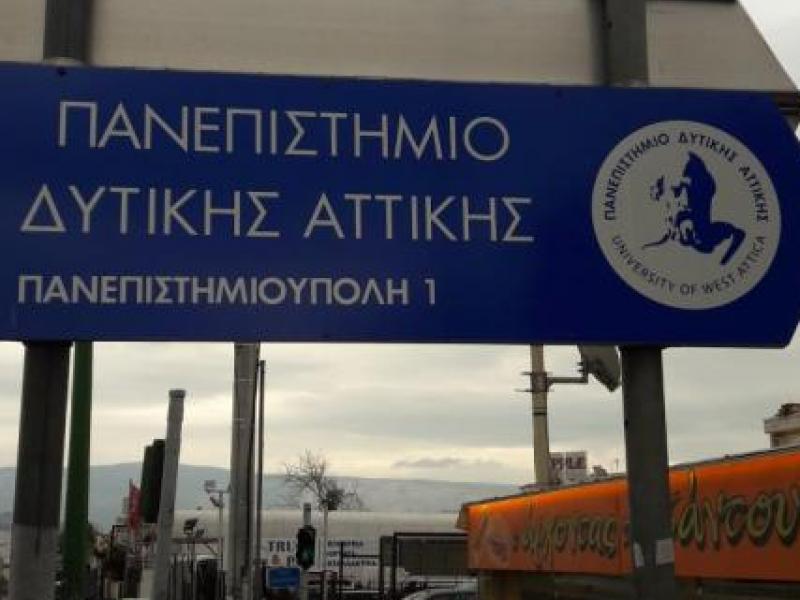 ΠΑΝΕΠΙΣΤΗΜΙΟ
ΔΥΤΙΚΗΣ ΑΤΤΙΚΗΣ
ΠΑΝΕΠΙΣΤΗΜΙΟΥΠΟΛΗ 1
ΠΑΝΕΠΙΣΤΗΜΙΟ ΔΥΤΙΚΗΣ ΑΤΤΙΚΗΣ
UNIVERSITY OF WEST ATTICA